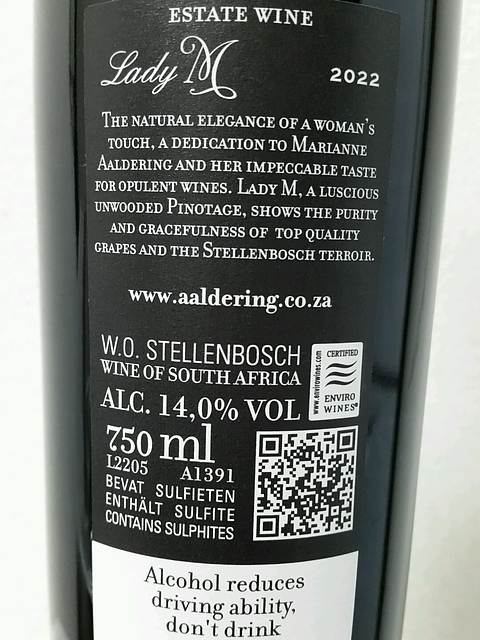 ESTATE WINE
Lady M
2022
THE NATURAL ELEGANCE OF A WOMAN'S
TOUCH, A DEDICATION TO MARIANNE
AALDERING AND HER IMPECCABLE TASTE
FOR OPULENT WINES. LADY M, A LUSCIOUS
UNWOODED PINOTAGE, SHOWS THE PURITY
AND GRACEFULNESS OF TOP QUALITY
GRAPES AND THE STELLENBOSCH TERROIR.
www.aaldering.co.za
W.O. STELLENBOSCH
WINE OF SOUTH AFRICA
ALC. 14,0% VOL
www.envirowines.com
CERTIFIED
ENVIRO
WINES®
750 ml
L2205 A1391
BEVAT SULFIETEN
ENTHÄLT SULFITE
CONTAINS SULPHITES
Alcohol reduces
driving ability,
don't drink